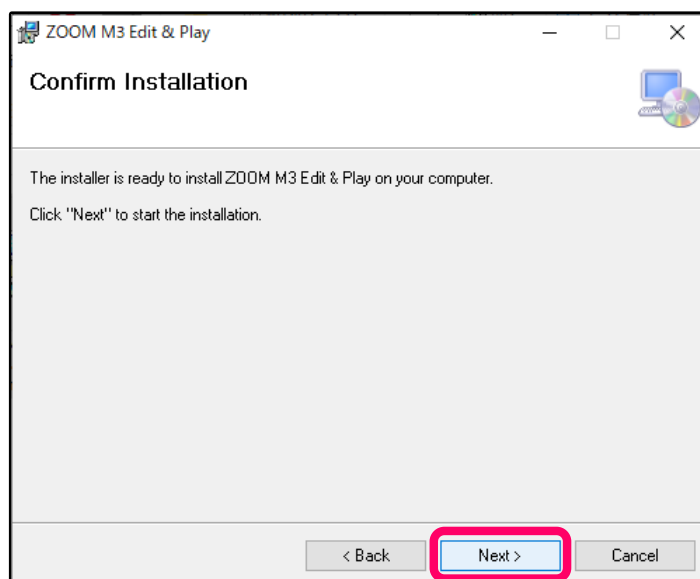 ZOOM M3 Edit & Play
Confirm Installation
The installer is ready to install ZOOM M3 Edit & Play on your computer.
Click "Next" to start the installation.
< Back
Next >
Cancel